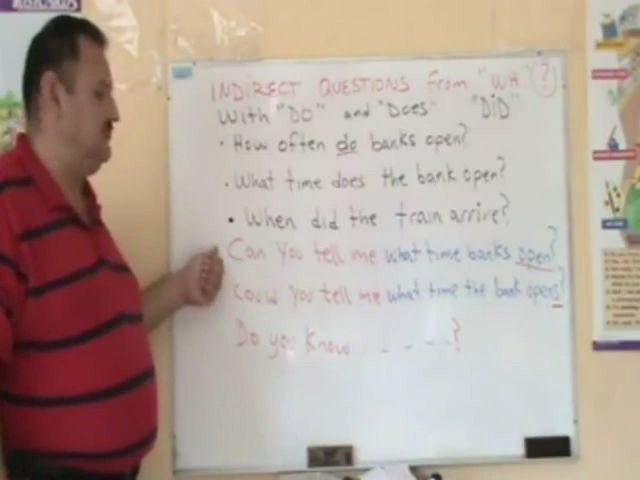 INDIRECT QUESTIONS From "WH" ?
With "DO" and "Does" "DiD"
· How often do banks open?
· What time does the bank open?
· When did the train arrive?
Can You tell me what time banks open?
Could You tell me what time the bank opens?
Do you know . - - - -?